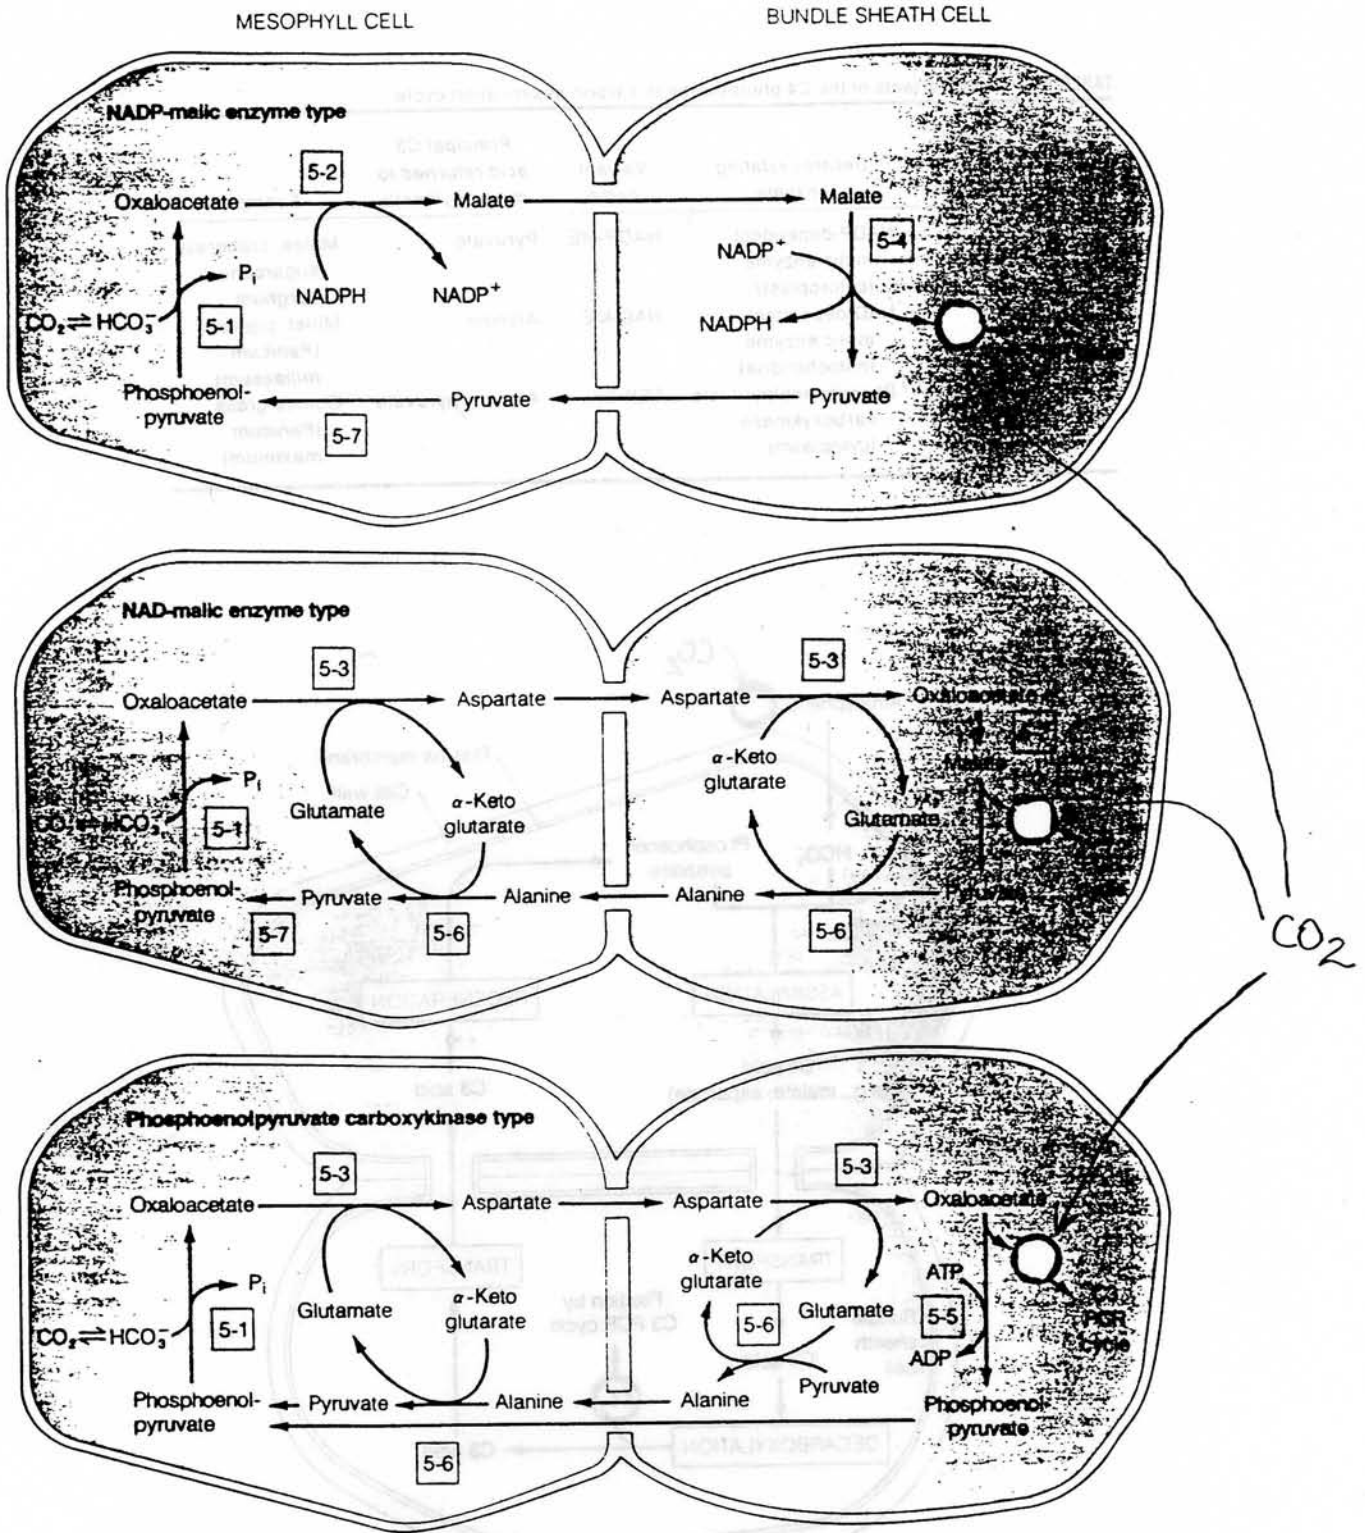 MESOPHYLL CELL
BUNDLE SHEATH CELL
NADP-malic enzyme type
5-2
Oxaloacetate
Malate
Malate
NADP+
5-4
Pi
NADPH
NADP+
CO2 ⇌ HCO3−
5-1
NADPH
Phosphoenol-
pyruvate
Pyruvate
Pyruvate
5-7
NAD-malic enzyme type
5-3
5-3
Oxaloacetate
Aspartate
Aspartate
Oxaloacetate
α-Keto
glutarate
Malate
Pi
Glutamate
α-Keto
glutarate
Glutamate
CO2 ⇌ HCO3−
5-1
Phosphoenol-
pyruvate
Pyruvate
Alanine
Alanine
Pyruvate
5-7
5-6
5-6
CO2
Phosphoenolpyruvate carboxykinase type
5-3
5-3
Oxaloacetate
Aspartate
Aspartate
Oxaloacetate
α-Keto
glutarate
ATP
Pi
Glutamate
α-Keto
glutarate
5-6
Glutamate
5-5
C3
PCR
cycle
CO2 ⇌ HCO3−
5-1
ADP
Phosphoenol-
pyruvate
Pyruvate
Alanine
Alanine
Pyruvate
Phosphoenol-
pyruvate
5-6